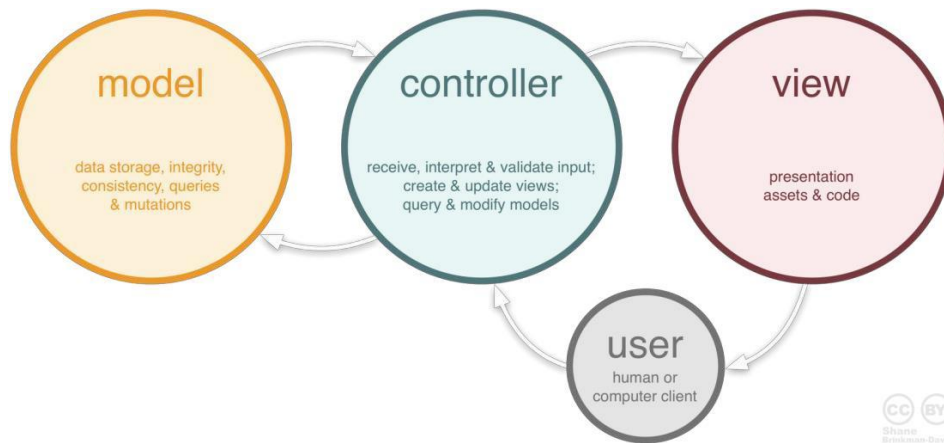 model
data storage, integrity,
consistency, queries
& mutations
controller
receive, interpret & validate input;
create & update views;
query & modify models
view
presentation
assets & code
user
human or
computer client
CC BY
Shane